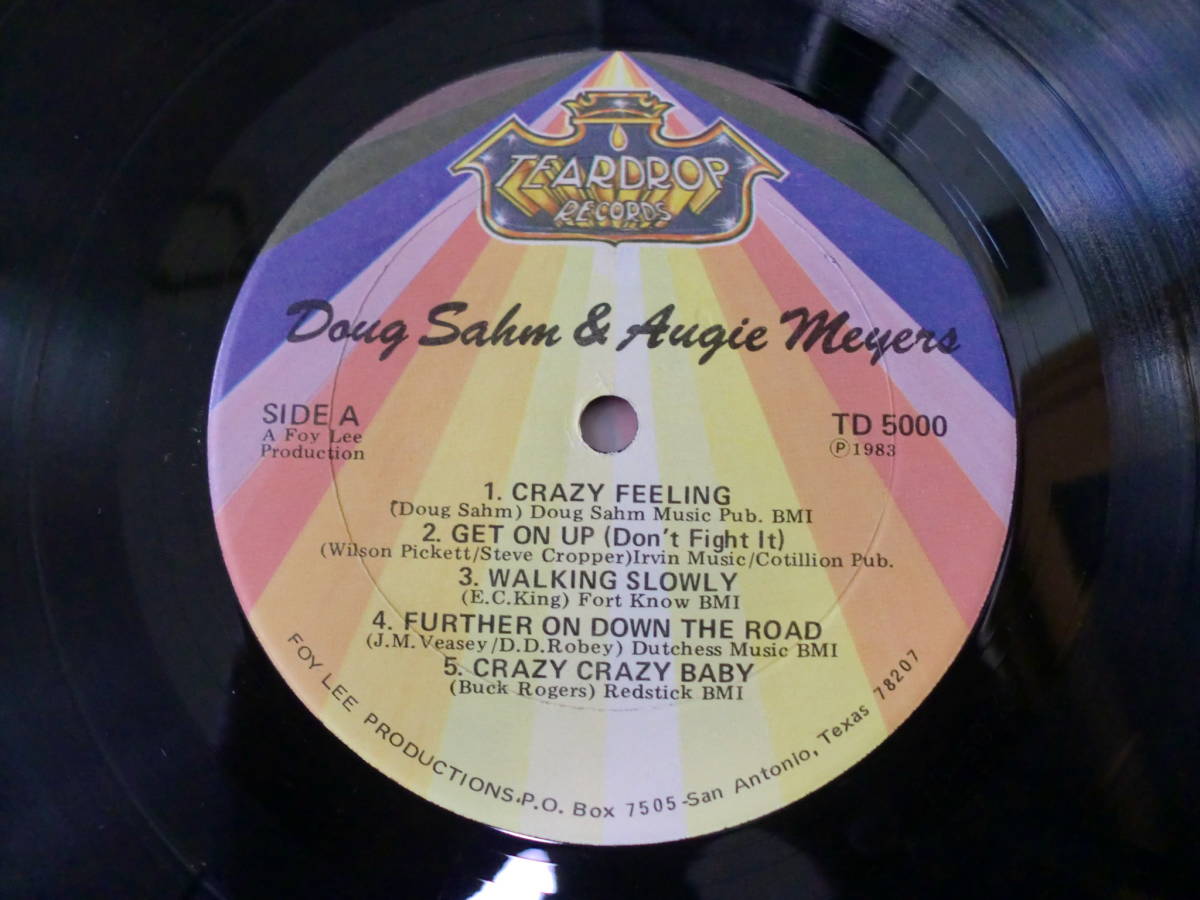 TEARDROP
RECORDS
Doug Sahm & Augie Meyers
SIDE A
A Foy Lee
Production
TD 5000
Ⓟ1983
1. CRAZY FEELING
(Doug Sahm) Doug Sahm Music Pub. BMI
2. GET ON UP (Don't Fight It)
(Wilson Pickett/Steve Cropper)Irvin Music/Cotillion Pub.
3. WALKING SLOWLY
(E.C.King) Fort Know BMI
4. FURTHER ON DOWN THE ROAD
(J.M.Veasey/D.D.Robey) Dutchess Music BMI
5. CRAZY CRAZY BABY
(Buck Rogers) Redstick BMI
FOY LEE PRODUCTIONS.P.O. Box 7505-San Antonio, Texas 78207